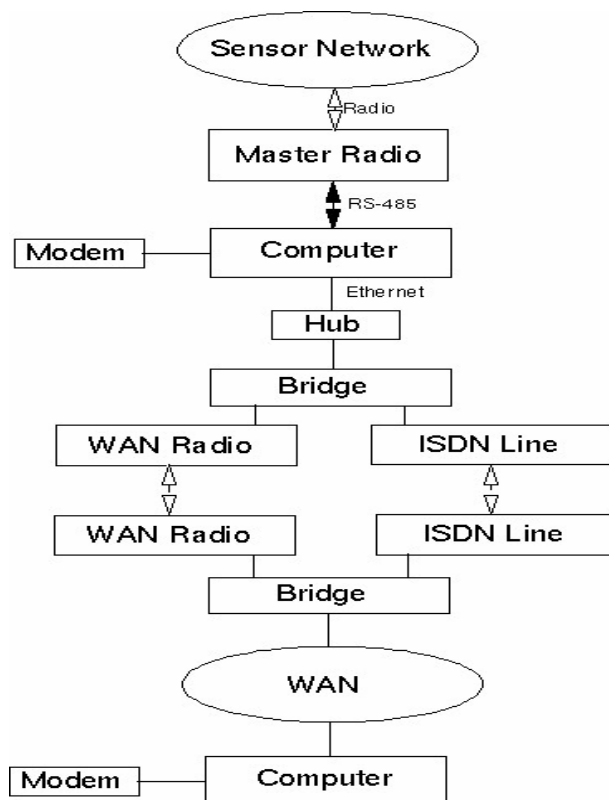 Sensor Network
Radio
Master Radio
RS-485
Modem
Computer
Ethernet
Hub
Bridge
WAN Radio
ISDN Line
WAN Radio
ISDN Line
Bridge
WAN
Modem
Computer